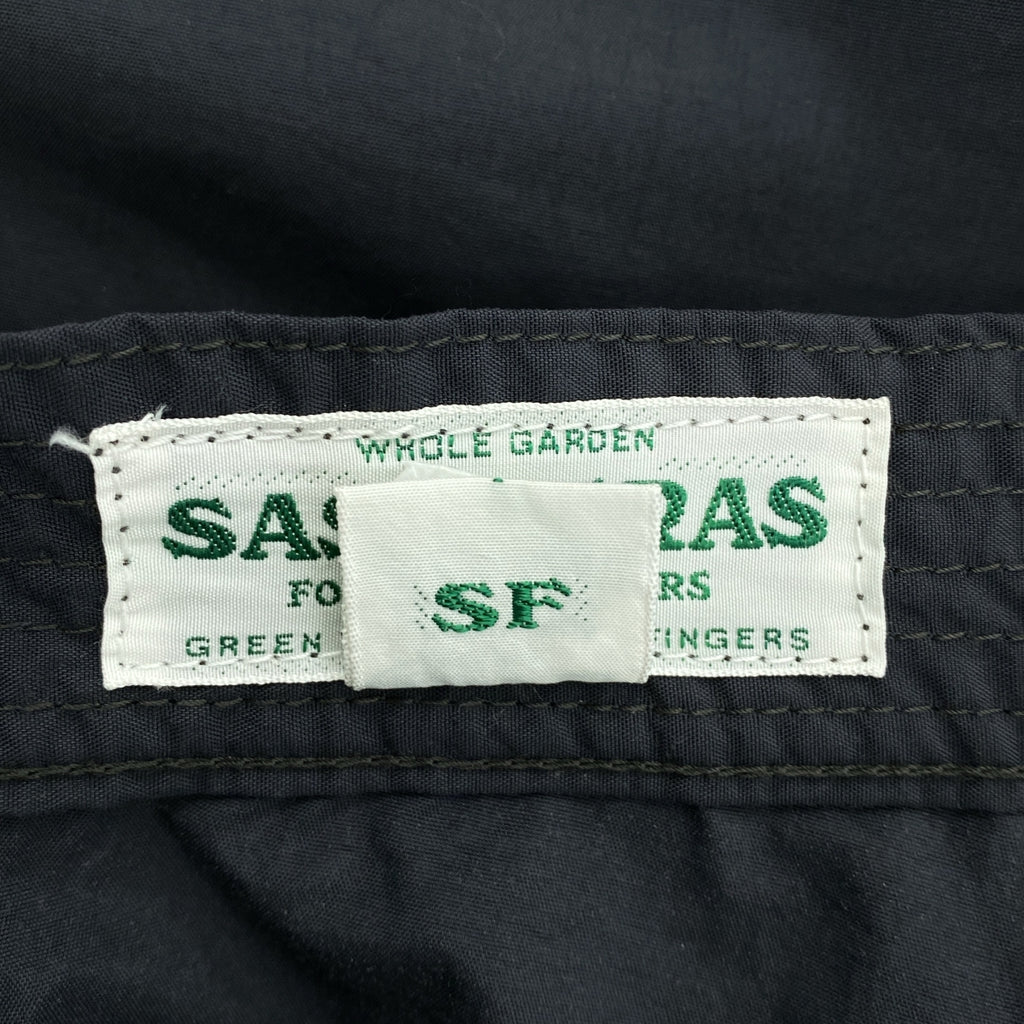 WHOLE GARDEN
SAS RAS
FO RS
GREEN FINGERS
SF